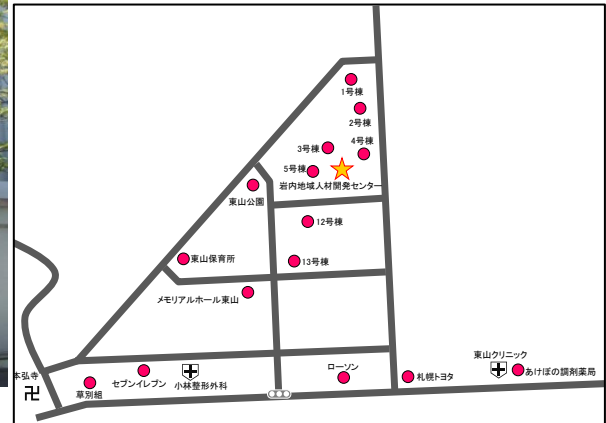 1号棟
2号棟
3号棟
4号棟
5号棟
岩内地域人材開発センター
東山公園
12号棟
東山保育所
13号棟
メモリアルホール東山
本弘寺
卍
草別組
セブンイレブン
小林整形外科
ローソン
札幌トヨタ
東山クリニック
あけぼの調剤薬局